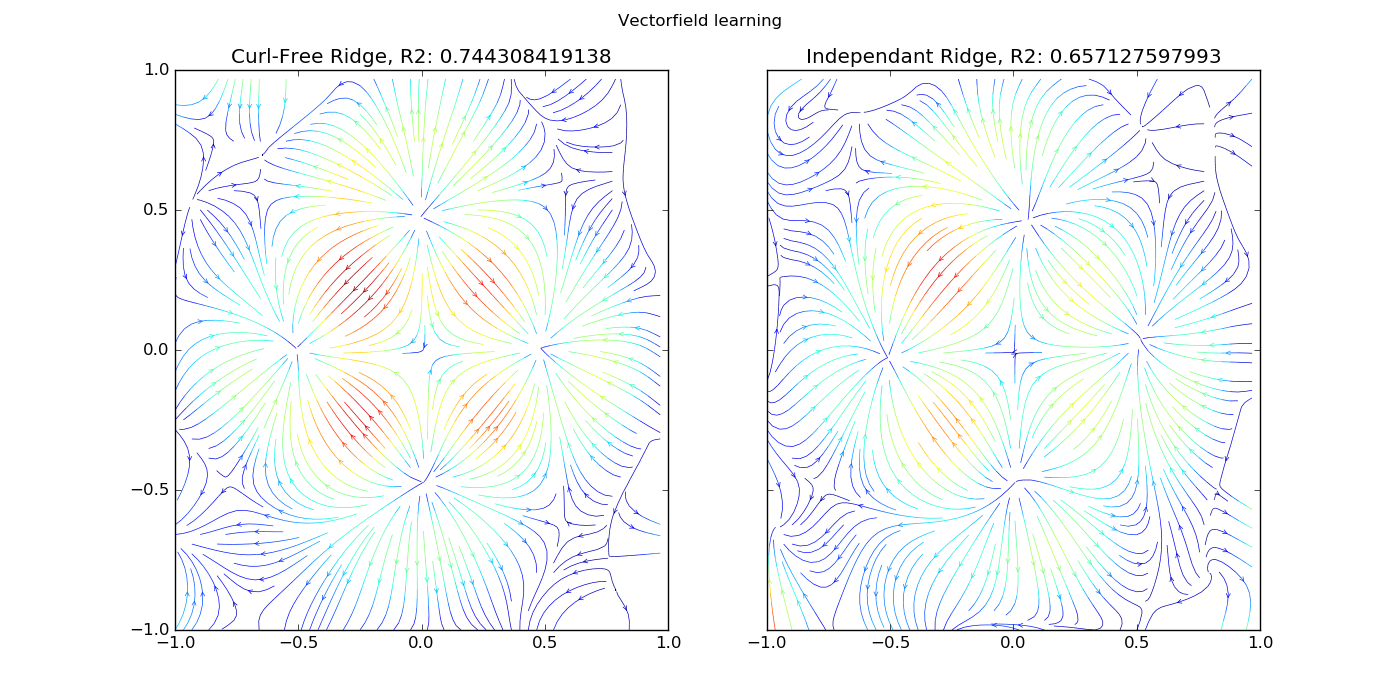 Vectorfield learning
Curl-Free Ridge, R2: 0.744308419138
Independant Ridge, R2: 0.657127597993
1.0
0.5
0.0
−0.5
−1.0
−1.0 −0.5 0.0 0.5 1.0
−1.0 −0.5 0.0 0.5 1.0